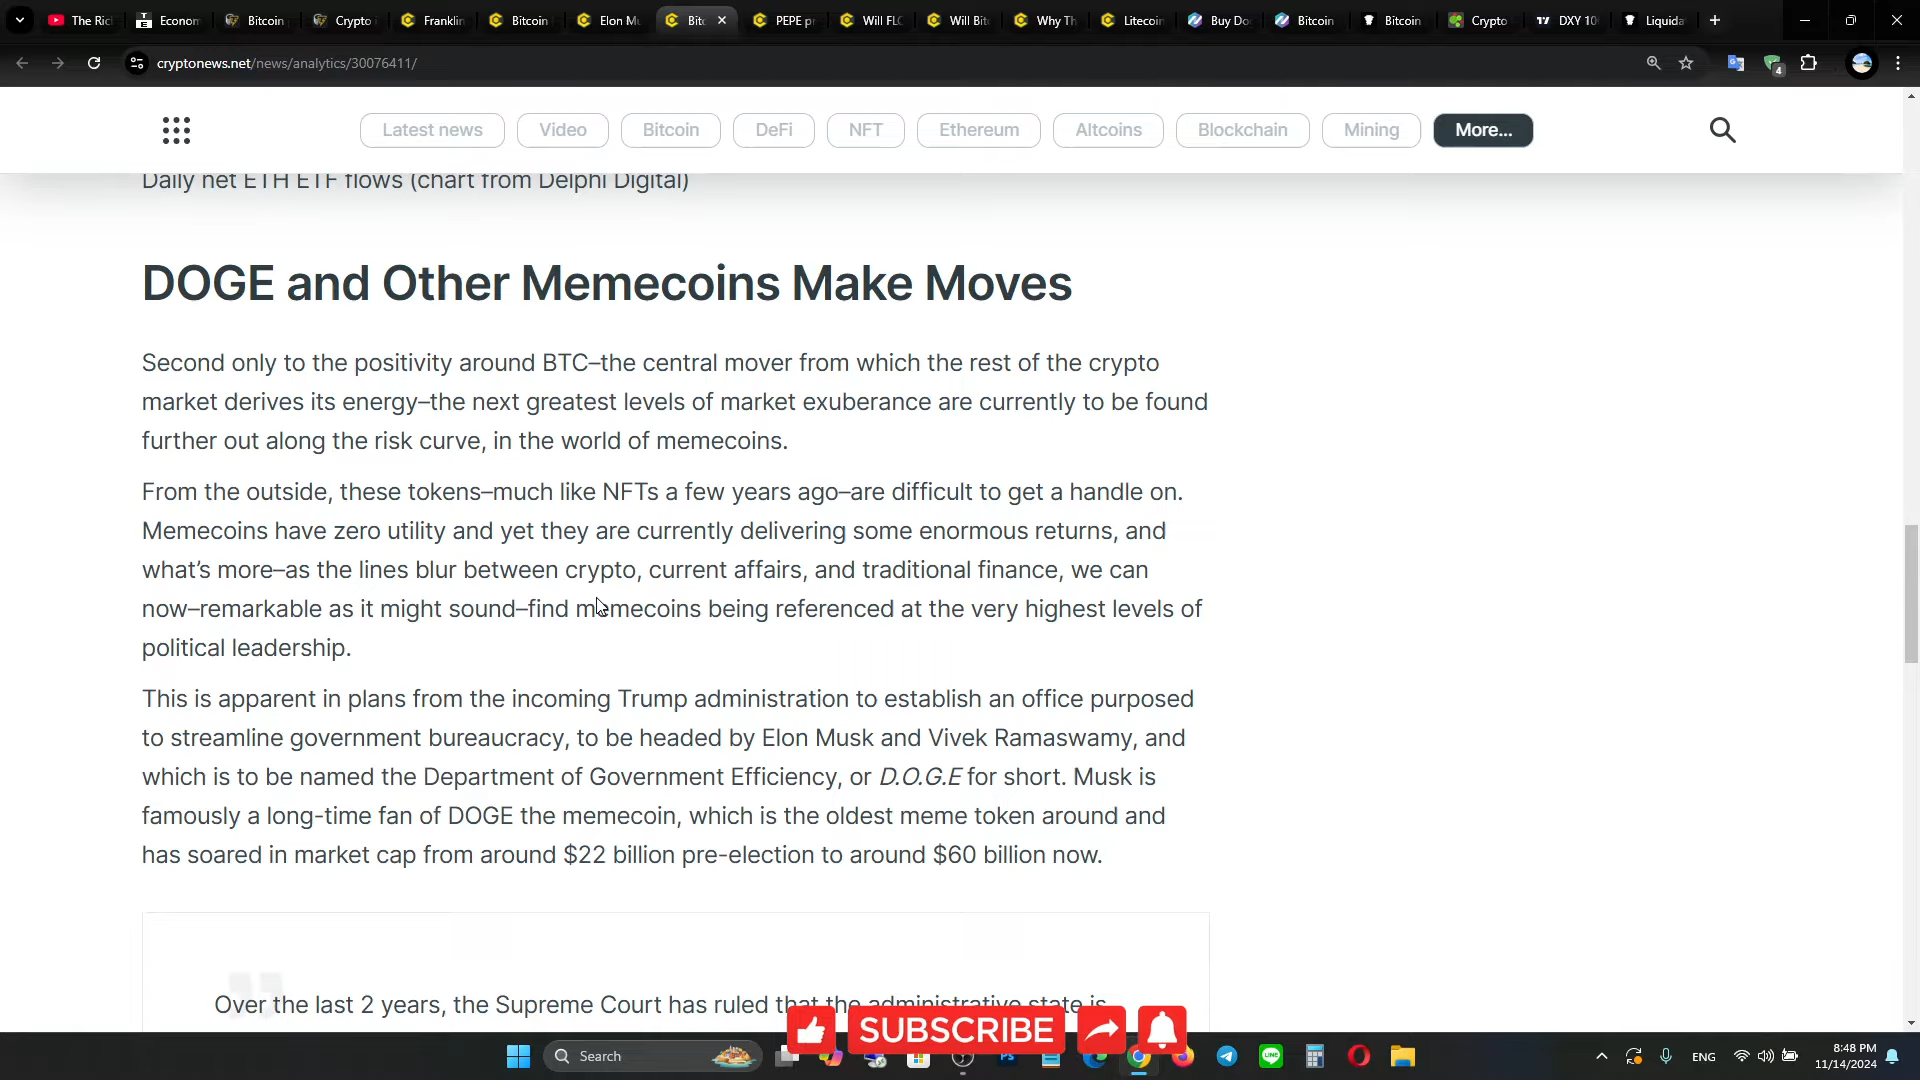 The Ric
Econom
Bitcoin
Crypto
Franklin
Bitcoin
Elon Mu
Bitc
PEPE p
Will FLO
Will Bit
Why Th
Litecoin
Buy Do
Bitcoin
Bitcoin
Crypto
DXY 10
Liquida
cryptonews.net/news/analytics/30076411/
4
Latest news
Video
Bitcoin
DeFi
NFT
Ethereum
Altcoins
Blockchain
Mining
More...
Daily net ETH ETF flows (chart from Delphi Digital)
DOGE and Other Memecoins Make Moves
Second only to the positivity around BTC–the central mover from which the rest of the crypto
market derives its energy–the next greatest levels of market exuberance are currently to be found
further out along the risk curve, in the world of memecoins.
From the outside, these tokens–much like NFTs a few years ago–are difficult to get a handle on.
Memecoins have zero utility and yet they are currently delivering some enormous returns, and
what’s more–as the lines blur between crypto, current affairs, and traditional finance, we can
now–remarkable as it might sound–find memecoins being referenced at the very highest levels of
political leadership.
This is apparent in plans from the incoming Trump administration to establish an office purposed
to streamline government bureaucracy, to be headed by Elon Musk and Vivek Ramaswamy, and
which is to be named the Department of Government Efficiency, or D.O.G.E for short. Musk is
famously a long-time fan of DOGE the memecoin, which is the oldest meme token around and
has soared in market cap from around $22 billion pre-election to around $60 billion now.
Over the last 2 years, the Supreme Court has ruled that the administrative state is
SUBSCRIBE
Search
ENG
8:48 PM
11/14/2024